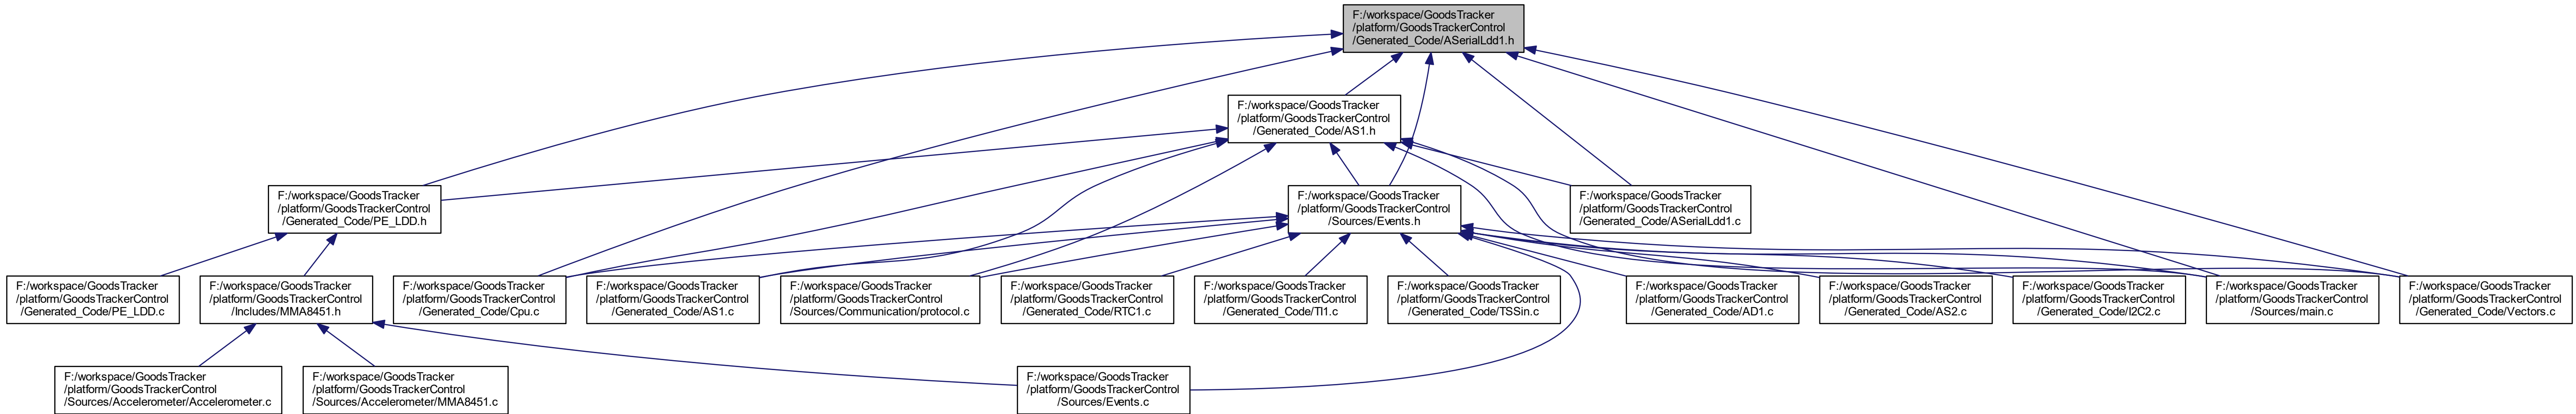 F:/workspace/GoodsTracker
/platform/GoodsTrackerControl
/Generated_Code/ASerialLdd1.h
F:/workspace/GoodsTracker
/platform/GoodsTrackerControl
/Generated_Code/AS1.h
F:/workspace/GoodsTracker
/platform/GoodsTrackerControl
/Generated_Code/PE_LDD.h
F:/workspace/GoodsTracker
/platform/GoodsTrackerControl
/Sources/Events.h
F:/workspace/GoodsTracker
/platform/GoodsTrackerControl
/Generated_Code/ASerialLdd1.c
F:/workspace/GoodsTracker
/platform/GoodsTrackerControl
/Generated_Code/PE_LDD.c
F:/workspace/GoodsTracker
/platform/GoodsTrackerControl
/Includes/MMA8451.h
F:/workspace/GoodsTracker
/platform/GoodsTrackerControl
/Generated_Code/Cpu.c
F:/workspace/GoodsTracker
/platform/GoodsTrackerControl
/Generated_Code/AS1.c
F:/workspace/GoodsTracker
/platform/GoodsTrackerControl
/Sources/Communication/protocol.c
F:/workspace/GoodsTracker
/platform/GoodsTrackerControl
/Generated_Code/RTC1.c
F:/workspace/GoodsTracker
/platform/GoodsTrackerControl
/Generated_Code/TI1.c
F:/workspace/GoodsTracker
/platform/GoodsTrackerControl
/Generated_Code/TSSin.c
F:/workspace/GoodsTracker
/platform/GoodsTrackerControl
/Generated_Code/AD1.c
F:/workspace/GoodsTracker
/platform/GoodsTrackerControl
/Generated_Code/AS2.c
F:/workspace/GoodsTracker
/platform/GoodsTrackerControl
/Generated_Code/I2C2.c
F:/workspace/GoodsTracker
/platform/GoodsTrackerControl
/Sources/main.c
F:/workspace/GoodsTracker
/platform/GoodsTrackerControl
/Generated_Code/Vectors.c
F:/workspace/GoodsTracker
/platform/GoodsTrackerControl
/Sources/Accelerometer/Accelerometer.c
F:/workspace/GoodsTracker
/platform/GoodsTrackerControl
/Sources/Accelerometer/MMA8451.c
F:/workspace/GoodsTracker
/platform/GoodsTrackerControl
/Sources/Events.c